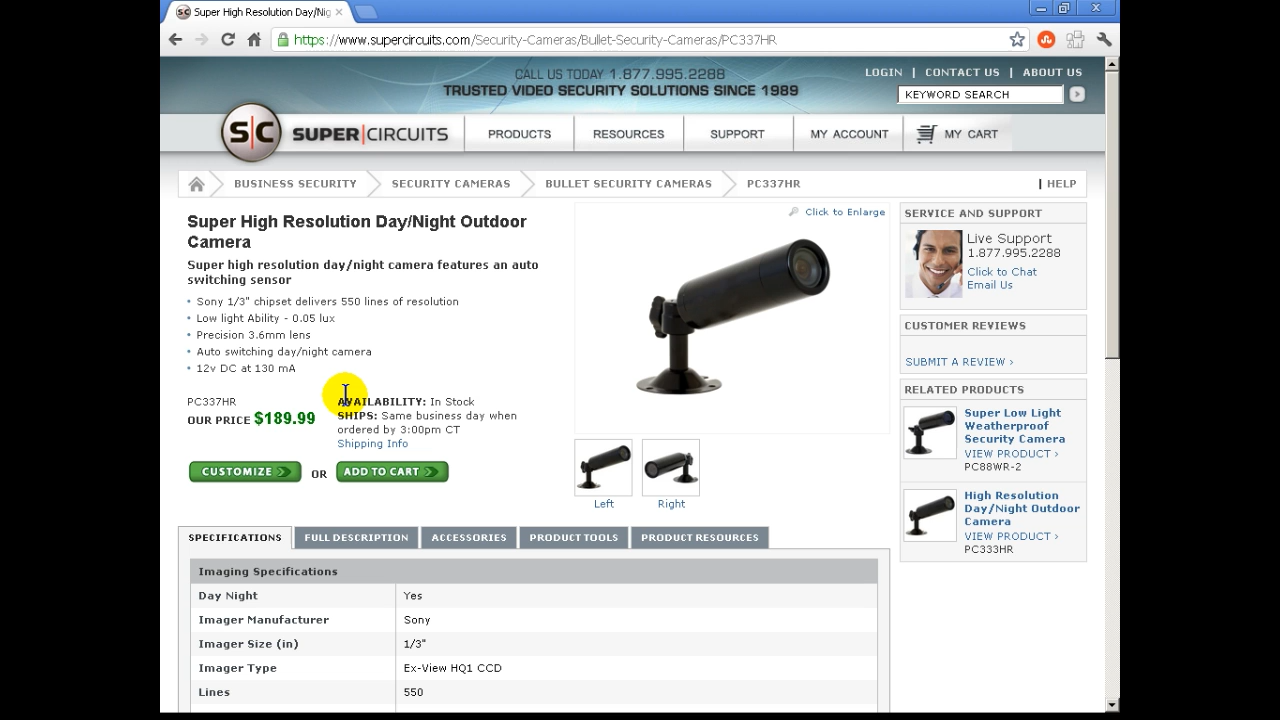 Super High Resolution Day/Nig
https://www.supercircuits.com/Security-Cameras/Bullet-Security-Cameras/PC337HR
CALL US TODAY 1.877.995.2288
TRUSTED VIDEO SECURITY SOLUTIONS SINCE 1989
LOGIN | CONTACT US | ABOUT US
KEYWORD SEARCH
S|C SUPER|CIRCUITS
PRODUCTS
RESOURCES
SUPPORT
MY ACCOUNT
MY CART
BUSINESS SECURITY
SECURITY CAMERAS
BULLET SECURITY CAMERAS
PC337HR
| HELP
Super High Resolution Day/Night Outdoor
Camera
Super high resolution day/night camera features an auto
switching sensor
• Sony 1/3" chipset delivers 550 lines of resolution
• Low light Ability - 0.05 lux
• Precision 3.6mm lens
• Auto switching day/night camera
• 12v DC at 130 mA
PC337HR
OUR PRICE $189.99
AVAILABILITY: In Stock
SHIPS: Same business day when
ordered by 3:00pm CT
Shipping Info
CUSTOMIZE
OR
ADD TO CART
Click to Enlarge
Left
Right
SERVICE AND SUPPORT
Live Support
1.877.995.2288
Click to Chat
Email Us
CUSTOMER REVIEWS
SUBMIT A REVIEW ›
RELATED PRODUCTS
Super Low Light
Weatherproof
Security Camera
VIEW PRODUCT ›
PC88WR-2
High Resolution
Day/Night Outdoor
Camera
VIEW PRODUCT ›
PC333HR
SPECIFICATIONS
FULL DESCRIPTION
ACCESSORIES
PRODUCT TOOLS
PRODUCT RESOURCES
Imaging Specifications
Day Night Yes
Imager Manufacturer Sony
Imager Size (in) 1/3"
Imager Type Ex-View HQ1 CCD
Lines 550